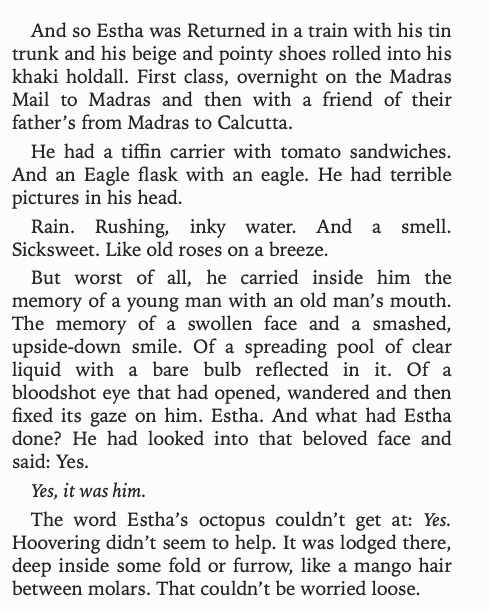 And so Estha was Returned in a train with his tin
trunk and his beige and pointy shoes rolled into his
khaki holdall. First class, overnight on the Madras
Mail to Madras and then with a friend of their
father’s from Madras to Calcutta.
He had a tiffin carrier with tomato sandwiches.
And an Eagle flask with an eagle. He had terrible
pictures in his head.
Rain. Rushing, inky water. And a smell.
Sicksweet. Like old roses on a breeze.
But worst of all, he carried inside him the
memory of a young man with an old man’s mouth.
The memory of a swollen face and a smashed,
upside-down smile. Of a spreading pool of clear
liquid with a bare bulb reflected in it. Of a
bloodshot eye that had opened, wandered and then
fixed its gaze on him. Estha. And what had Estha
done? He had looked into that beloved face and
said: Yes.
Yes, it was him.
The word Estha’s octopus couldn’t get at: Yes.
Hoovering didn’t seem to help. It was lodged there,
deep inside some fold or furrow, like a mango hair
between molars. That couldn’t be worried loose.